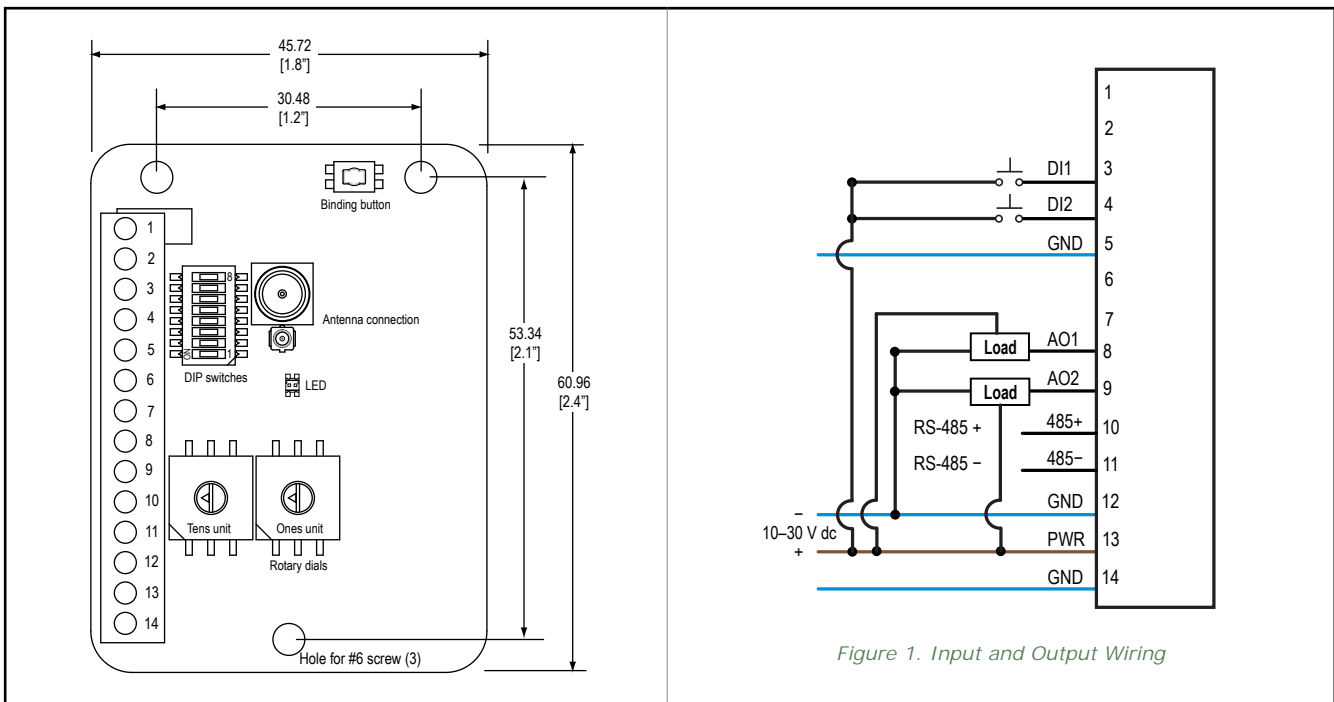 45.72
[1.8”]
30.48
[1.2”]
Binding button
1
2
3
4
5
6
7
8
9
10
11
12
13
14
8
ON
1
DIP switches
Antenna connection
LED
53.34
[2.1”]
60.96
[2.4”]
Tens unit
Ones unit
Rotary dials
Hole for #6 screw (3)
1
2
DI1 3
DI2 4
GND 5
6
7
Load AO1 8
Load AO2 9
RS-485 + 485+ 10
RS-485 − 485− 11
− GND 12
10–30 V dc
+ PWR 13
GND 14
Figure 1. Input and Output Wiring